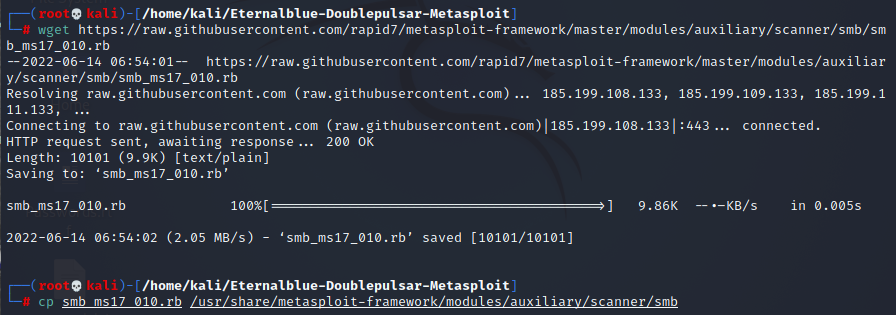 ┌──(root💀kali)-[/home/kali/Eternalblue-Doublepulsar-Metasploit]
└─# wget https://raw.githubusercontent.com/rapid7/metasploit-framework/master/modules/auxiliary/scanner/smb/sm
b_ms17_010.rb
--2022-06-14 06:54:01--  https://raw.githubusercontent.com/rapid7/metasploit-framework/master/modules/auxiliar
y/scanner/smb/smb_ms17_010.rb
Resolving raw.githubusercontent.com (raw.githubusercontent.com)... 185.199.108.133, 185.199.109.133, 185.199.1
11.133, ...
Connecting to raw.githubusercontent.com (raw.githubusercontent.com)|185.199.108.133|:443... connected.
HTTP request sent, awaiting response... 200 OK
Length: 10101 (9.9K) [text/plain]
Saving to: ‘smb_ms17_010.rb’
smb_ms17_010.rb 100%[=========================================>] 9.86K --.-KB/s in 0.005s
2022-06-14 06:54:02 (2.05 MB/s) - ‘smb_ms17_010.rb’ saved [10101/10101]
┌──(root💀kali)-[/home/kali/Eternalblue-Doublepulsar-Metasploit]
└─# cp smb_ms17_010.rb /usr/share/metasploit-framework/modules/auxiliary/scanner/smb